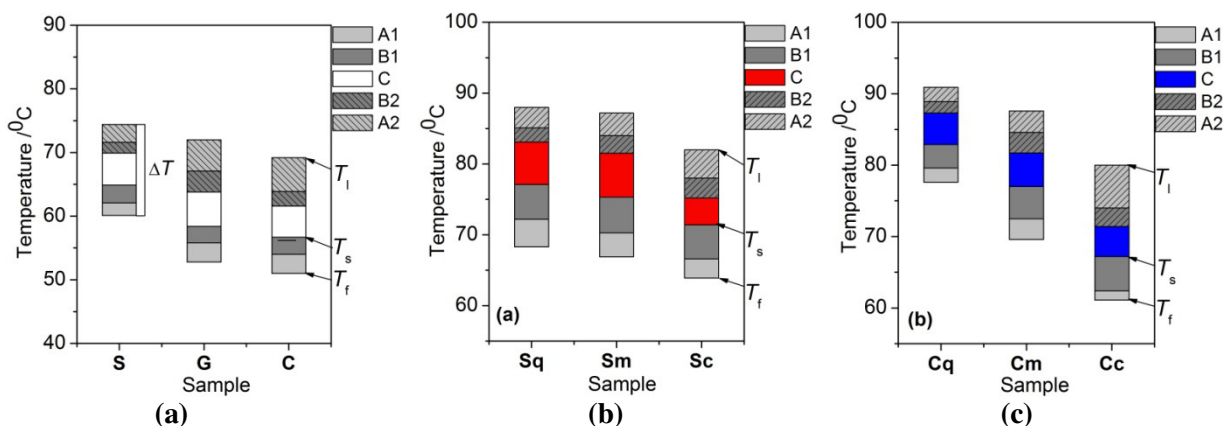 90
80
70
60
50
40
Temperature /⁰C
A1
B1
C
B2
A2
ΔT
Tl
Ts
Tf
S G C
Sample
(a)
100
90
80
70
60
Temperature /⁰C
A1
B1
C
B2
A2
Tl
Ts
Tf
(a)
Sq Sm Sc
Sample
(b)
100
90
80
70
60
Temperature /⁰C
A1
B1
C
B2
A2
Tl
Ts
Tf
(b)
Cq Cm Cc
Sample
(c)